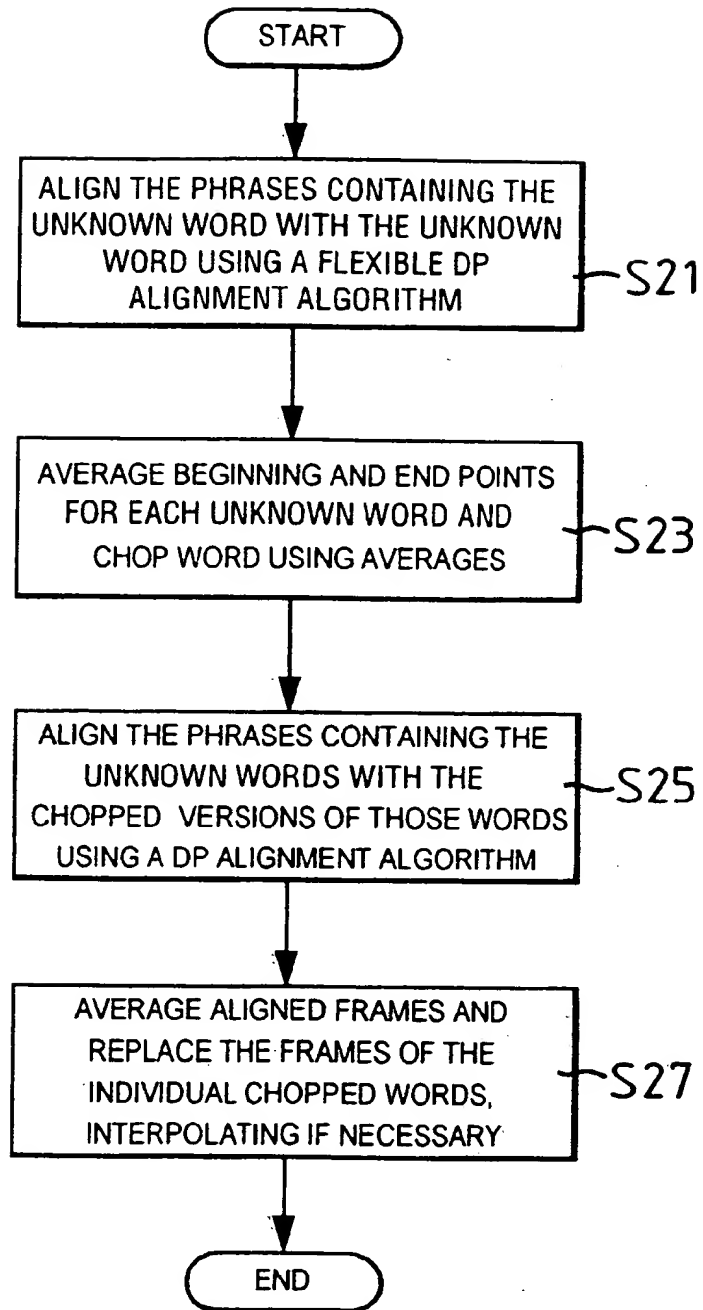 START
ALIGN THE PHRASES CONTAINING THE
UNKNOWN WORD WITH THE UNKNOWN
WORD USING A FLEXIBLE DP
ALIGNMENT ALGORITHM
S21
AVERAGE BEGINNING AND END POINTS
FOR EACH UNKNOWN WORD AND
CHOP WORD USING AVERAGES
S23
ALIGN THE PHRASES CONTAINING THE
UNKNOWN WORDS WITH THE
CHOPPED VERSIONS OF THOSE WORDS
USING A DP ALIGNMENT ALGORITHM
S25
AVERAGE ALIGNED FRAMES AND
REPLACE THE FRAMES OF THE
INDIVIDUAL CHOPPED WORDS,
INTERPOLATING IF NECESSARY
S27
END